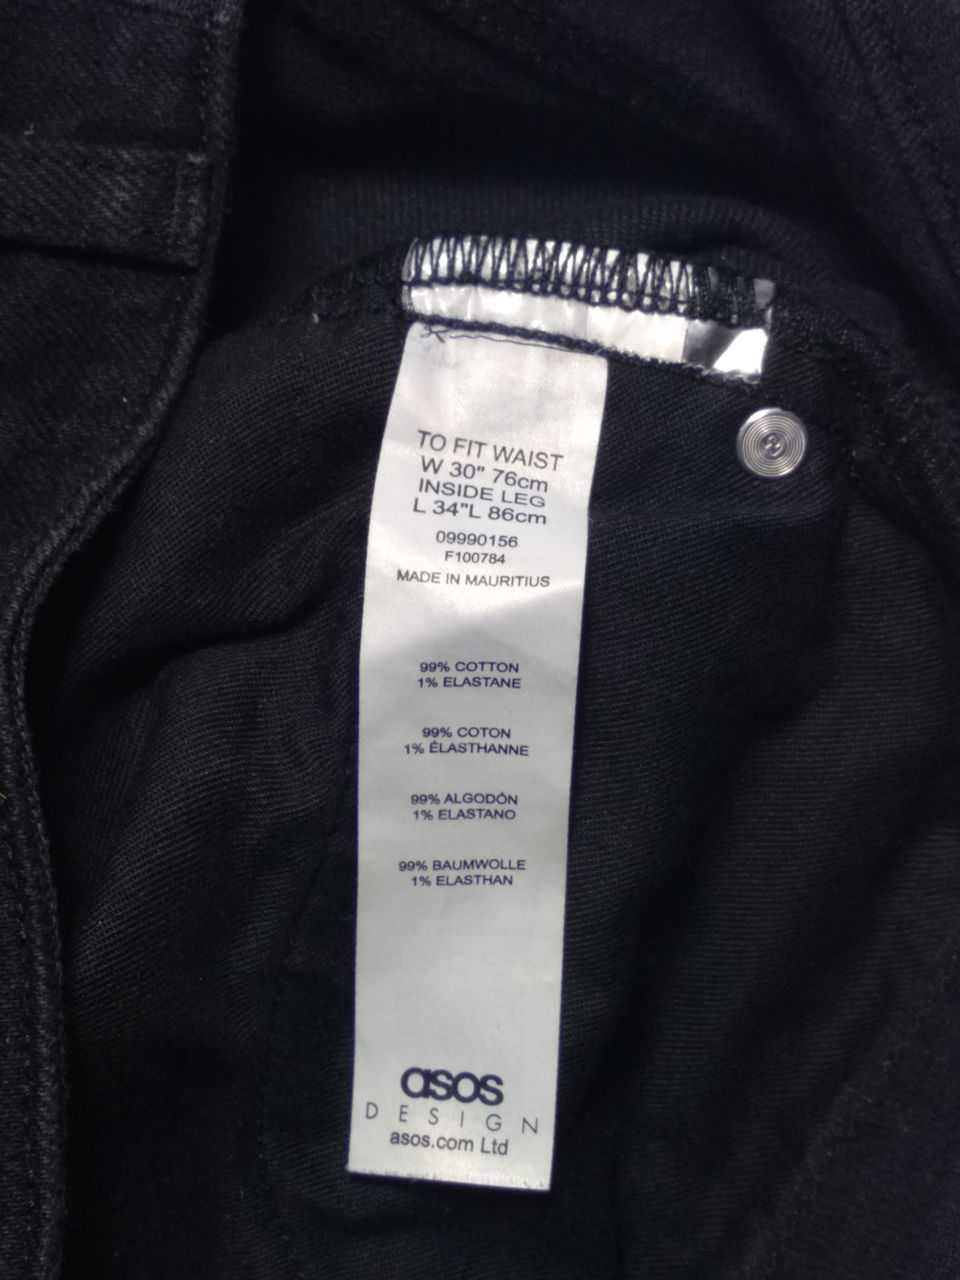 TO FIT WAIST
W 30" 76cm
INSIDE LEG
L 34"L 86cm
09990156
F100784
MADE IN MAURITIUS
99% COTTON
1% ELASTANE
99% COTON
1% ÉLASTHANNE
99% ALGODÓN
1% ELASTANO
99% BAUMWOLLE
1% ELASTHAN
asos
DESIGN
asos.com Ltd